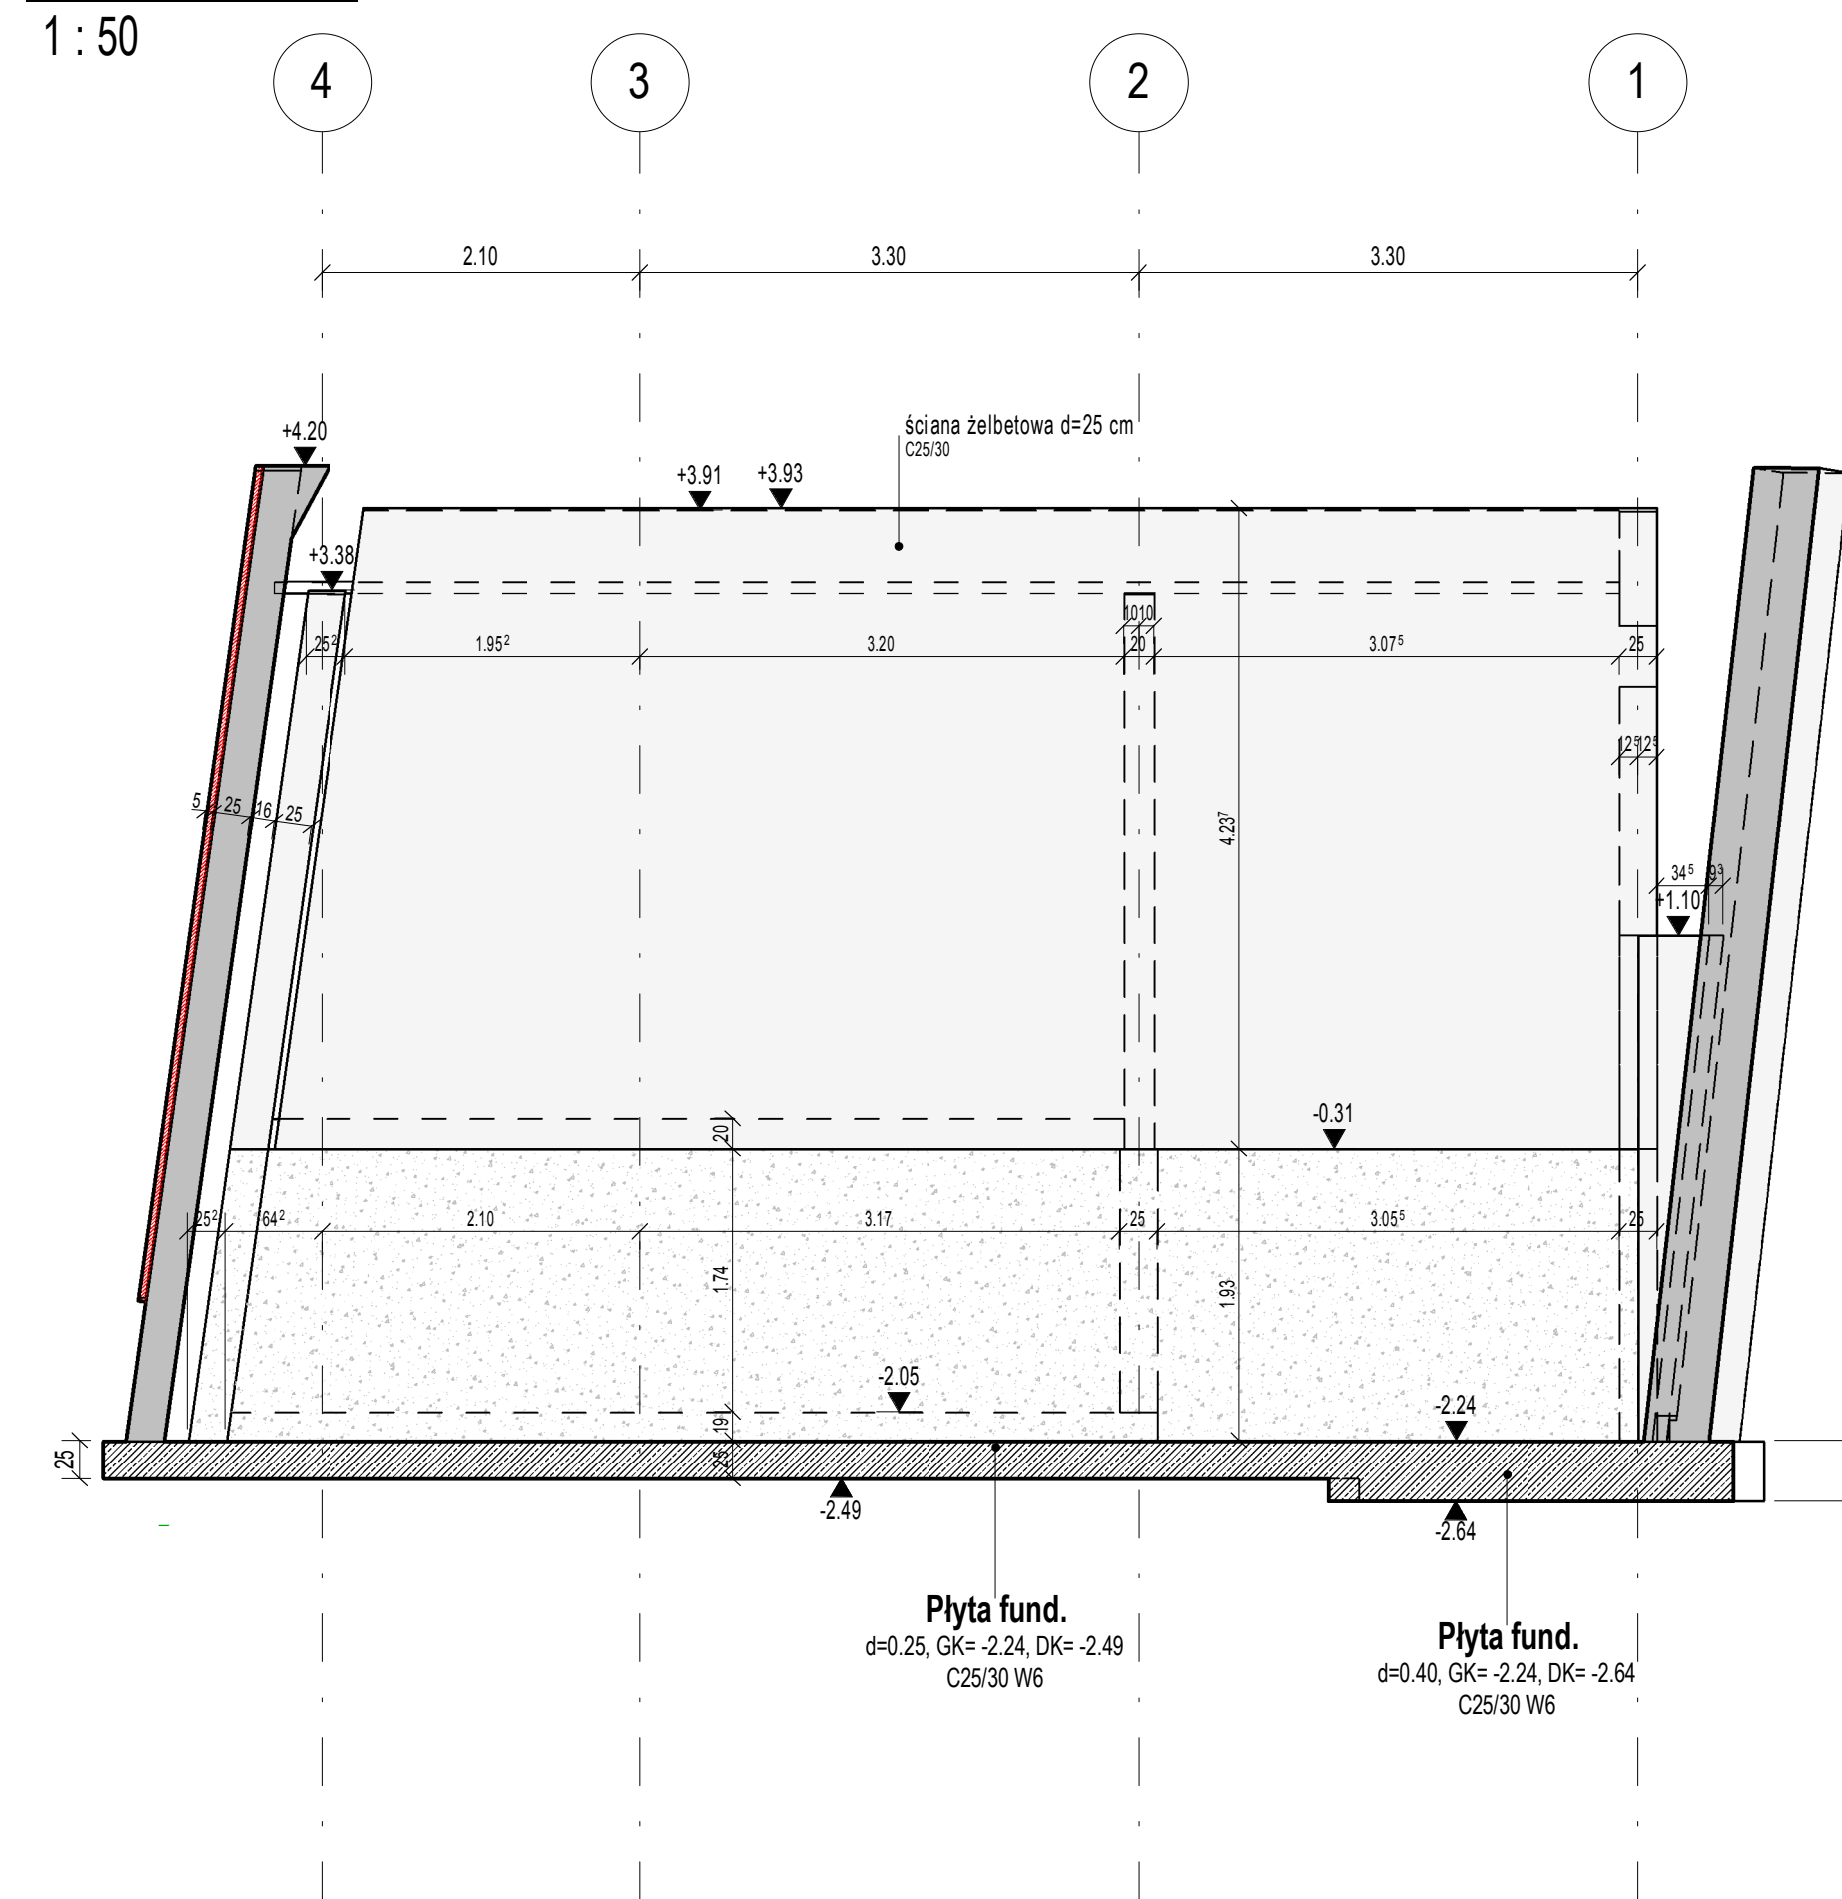 1 : 50
4 3 2 1
2.10 3.30 3.30
+4.20
ściana żelbetowa d=25 cm
C25/30
+3.91 +3.93
+3.38
10 10
25² 1.95² 3.20 20 3.07⁵ 25
12⁵ 12⁵
5 25 16 25
4.23⁷
34⁵ 9³
+1.10
-0.31
20
25² 64² 2.10 3.17 25 3.05⁵ 25
1.74
1.93
-2.05
-2.24
19
25
25
-2.49
-2.64
Płyta fund.
d=0.25, GK= -2.24, DK= -2.49
C25/30 W6
Płyta fund.
d=0.40, GK= -2.24, DK= -2.64
C25/30 W6